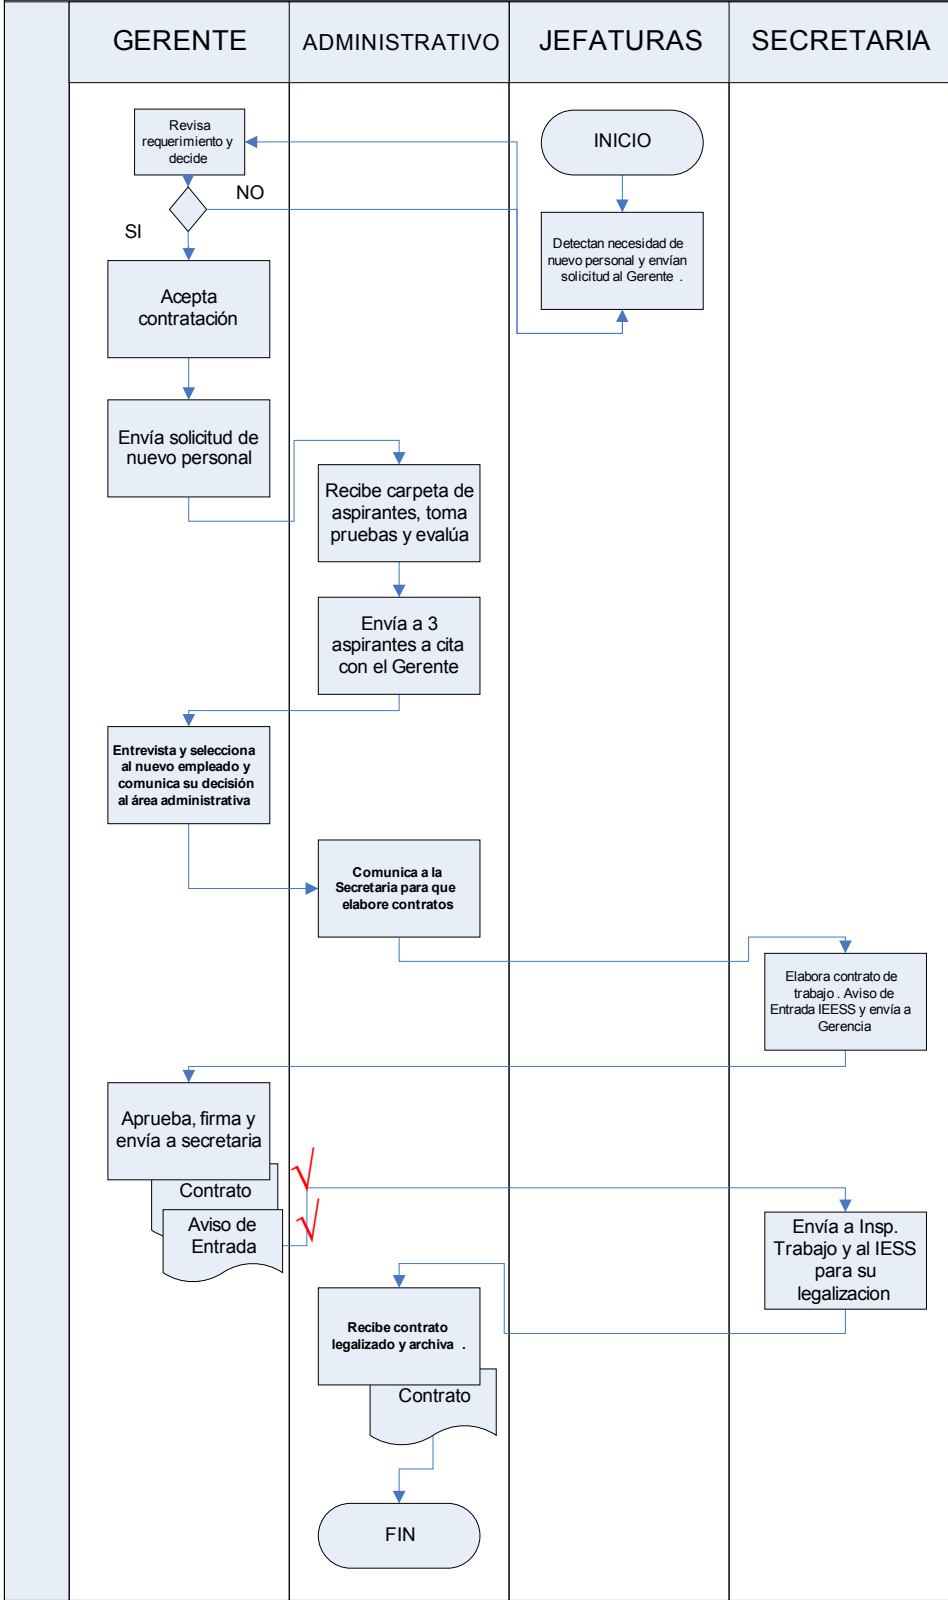 GERENTE
ADMINISTRATIVO
JEFATURAS
SECRETARIA
Revisa
requerimiento y
decide
INICIO
NO
SI
Detectan necesidad de
nuevo personal y envían
solicitud al Gerente .
Acepta
contratación
Envía solicitud de
nuevo personal
Recibe carpeta de
aspirantes, toma
pruebas y evalúa
Envía a 3
aspirantes a cita
con el Gerente
Entrevista y selecciona
al nuevo empleado y
comunica su decisión
al área administrativa
Comunica a la
Secretaria para que
elabore contratos
Elabora contrato de
trabajo . Aviso de
Entrada IEESS y envía a
Gerencia
Aprueba, firma y
envía a secretaria
Contrato
Aviso de
Entrada
Envía a Insp.
Trabajo y al IESS
para su
legalizacion
Recibe contrato
legalizado y archiva .
Contrato
FIN